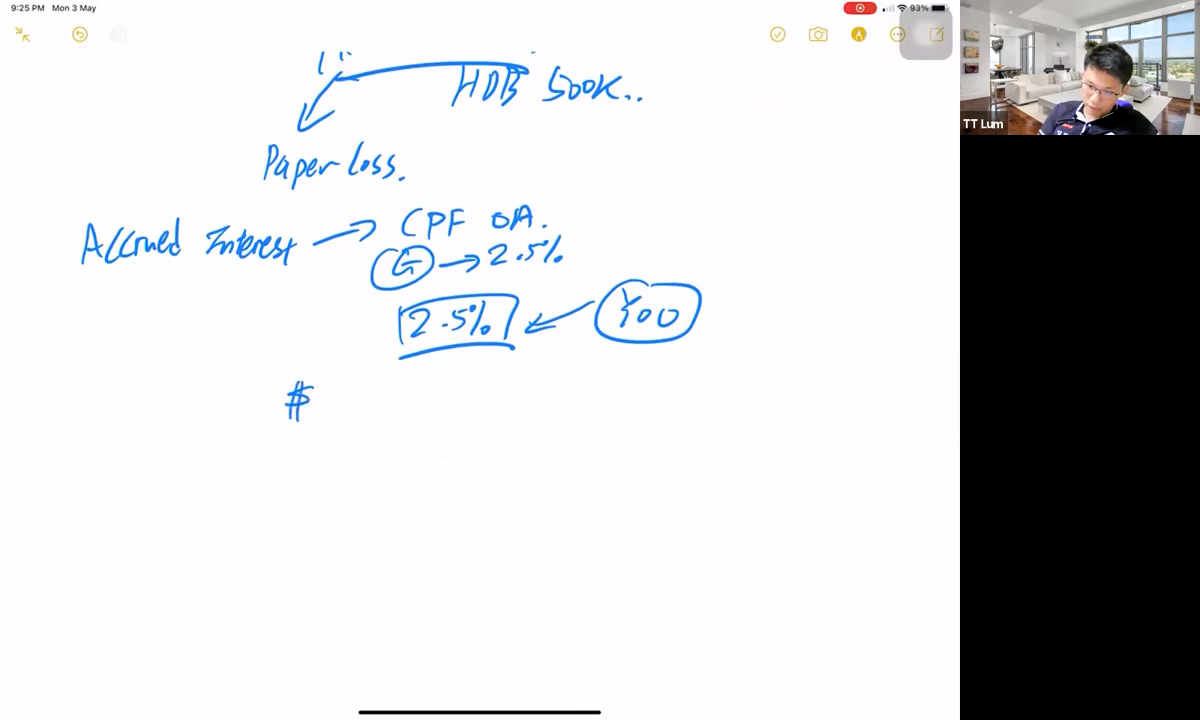 9:25 PM Mon 3 May
93%
HDB 500K..
Paper loss.
Accrued Interest → CPF OA.
G → 2.5%
2.5% ← YOU
$
TT Lum